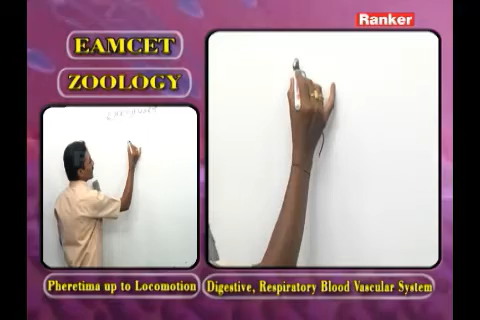 Ranker
EAMCET
ZOOLOGY
Pheretima up to Locomotion
Digestive, Respiratory Blood Vascular System